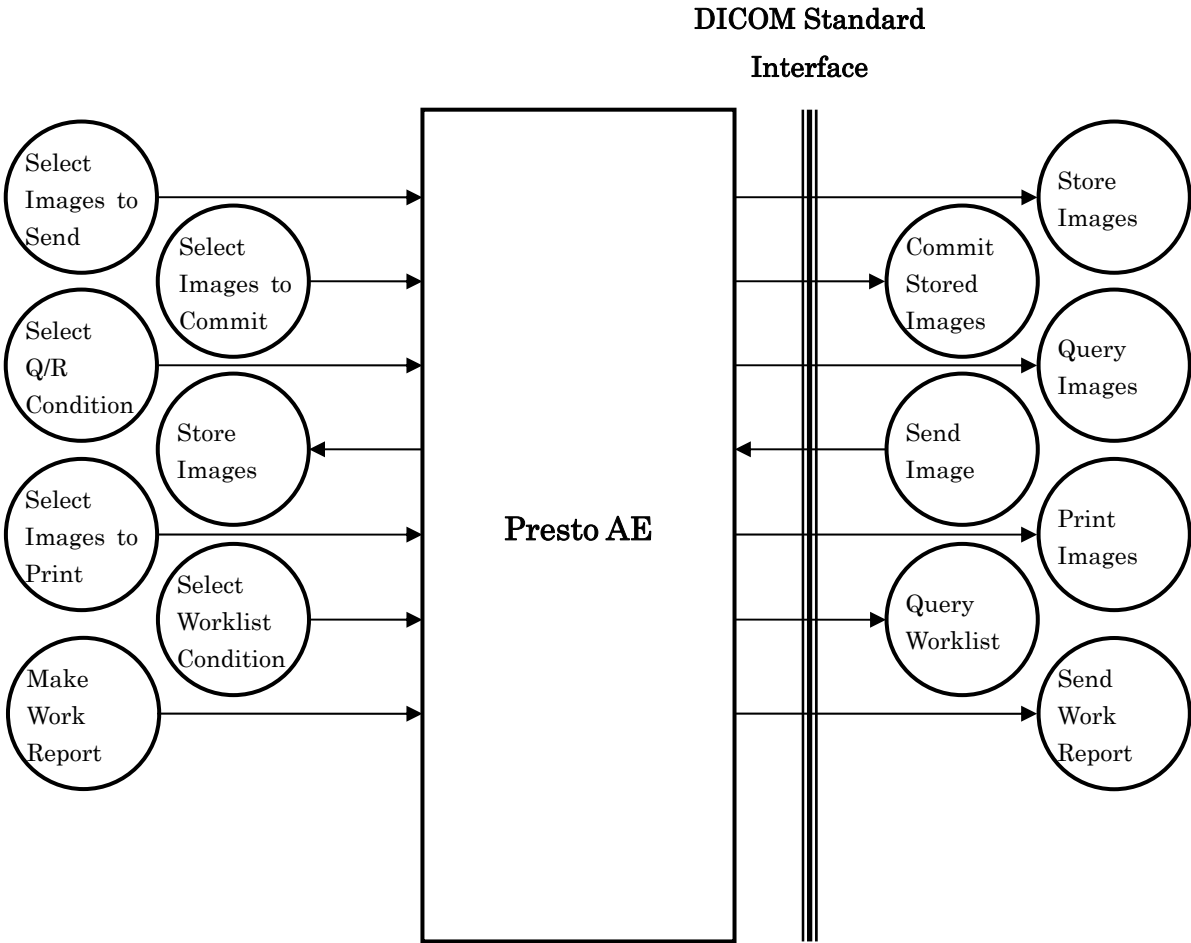 DICOM Standard
Interface
Select
Images to
Send
Select
Images to
Commit
Select
Q/R
Condition
Store
Images
Select
Images to
Print
Select
Worklist
Condition
Make
Work
Report
Presto AE
Store
Images
Commit
Stored
Images
Query
Images
Send
Image
Print
Images
Query
Worklist
Send
Work
Report